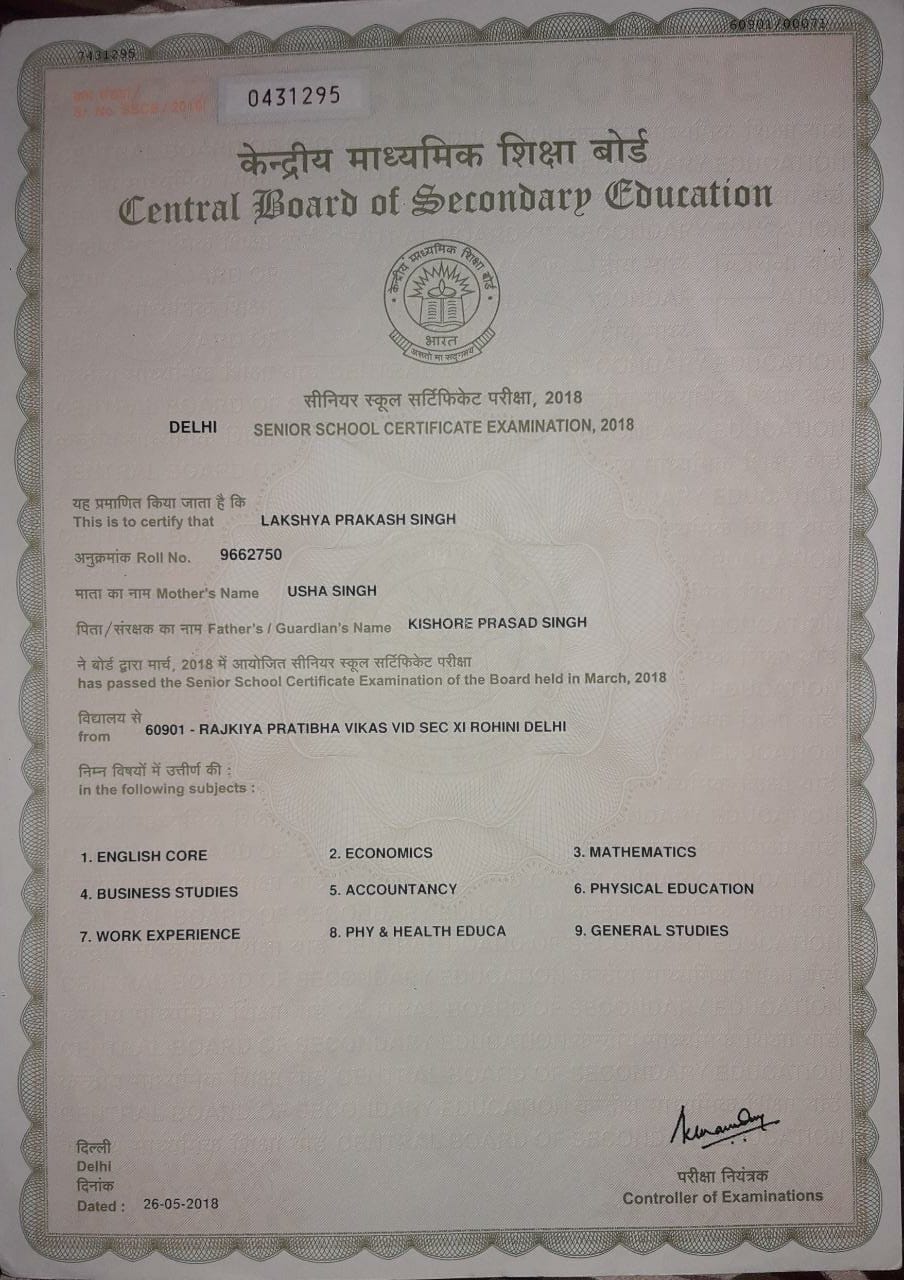 7431295
60901/00071
क्रम संख्या/
Sr. No. SSCE/2018/
0431295
केन्द्रीय माध्यमिक शिक्षा बोर्ड
Central Board of Secondary Education
केन्द्रीय माध्यमिक शिक्षा बोर्ड
भारत
असतो मा सद्गमय
सीनियर स्कूल सर्टिफिकेट परीक्षा, 2018
DELHI SENIOR SCHOOL CERTIFICATE EXAMINATION, 2018
यह प्रमाणित किया जाता है कि
This is to certify that LAKSHYA PRAKASH SINGH
अनुक्रमांक Roll No. 9662750
माता का नाम Mother's Name USHA SINGH
पिता/संरक्षक का नाम Father's / Guardian's Name KISHORE PRASAD SINGH
ने बोर्ड द्वारा मार्च, 2018 में आयोजित सीनियर स्कूल सर्टिफिकेट परीक्षा
has passed the Senior School Certificate Examination of the Board held in March, 2018
विद्यालय से
from 60901 - RAJKIYA PRATIBHA VIKAS VID SEC XI ROHINI DELHI
निम्न विषयों में उत्तीर्ण की :
in the following subjects :
1. ENGLISH CORE 2. ECONOMICS 3. MATHEMATICS
4. BUSINESS STUDIES 5. ACCOUNTANCY 6. PHYSICAL EDUCATION
7. WORK EXPERIENCE 8. PHY & HEALTH EDUCA 9. GENERAL STUDIES
दिल्ली
Delhi
दिनांक
Dated : 26-05-2018
परीक्षा नियंत्रक
Controller of Examinations